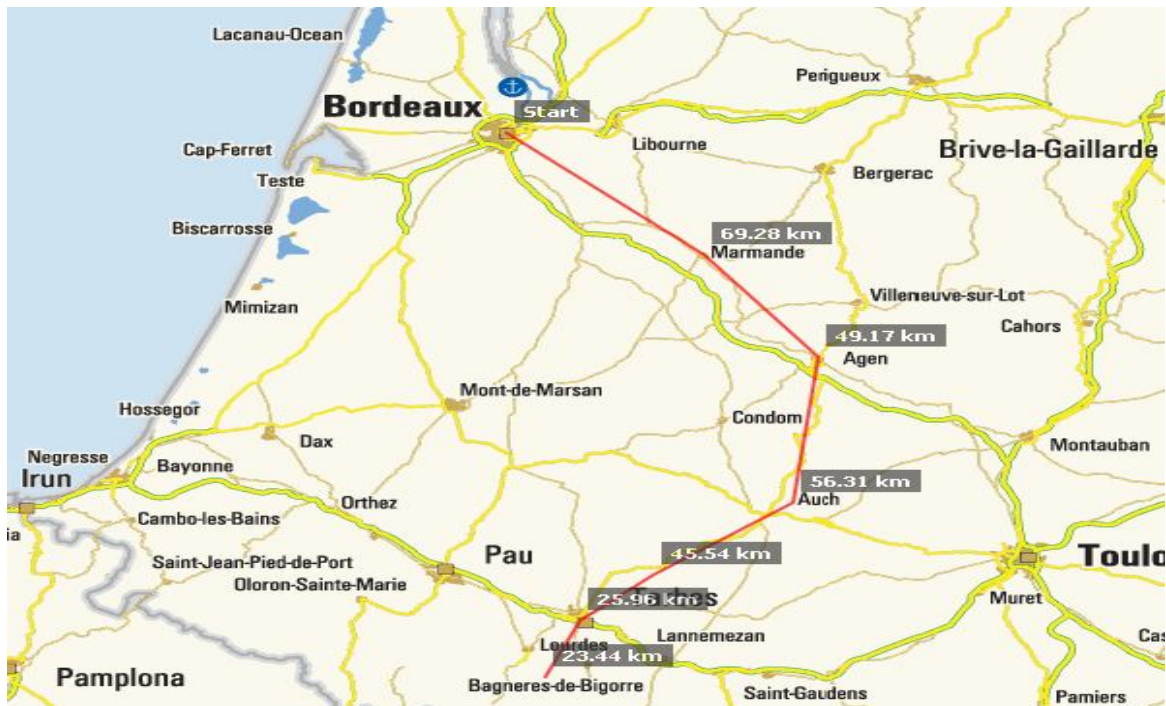 Lacanau-Ocean
Perigueux
Bordeaux
Start
Libourne
Brive-la-Gaillarde
Cap-Ferret
Teste
Bergerac
Biscarrosse
69.28 km
Marmande
Mimizan
Villeneuve-sur-Lot
Cahors
49.17 km
Agen
Mont-de-Marsan
Hossegor
Condom
Dax
Montauban
Negresse
Bayonne
Irun
56.31 km
Auch
Orthez
Cambo-les-Bains
ia
45.54 km
Pau
Toulo
Saint-Jean-Pied-de-Port
Oloron-Sainte-Marie
25.96 km
Muret
Lannemezan
Lourdes
Cas
23.44 km
Pamplona
Bagneres-de-Bigorre
Saint-Gaudens
Pamiers